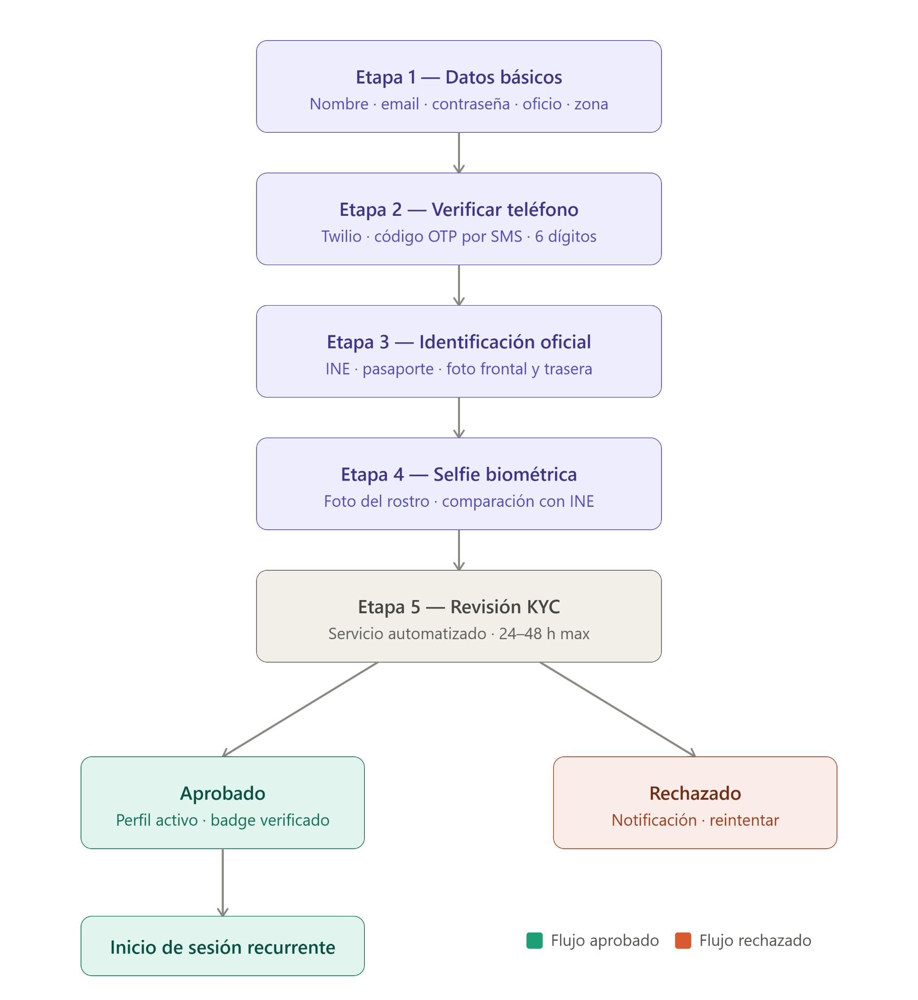 Etapa 1 — Datos básicos
Nombre · email · contraseña · oficio · zona
Etapa 2 — Verificar teléfono
Twilio · código OTP por SMS · 6 dígitos
Etapa 3 — Identificación oficial
INE · pasaporte · foto frontal y trasera
Etapa 4 — Selfie biométrica
Foto del rostro · comparación con INE
Etapa 5 — Revisión KYC
Servicio automatizado · 24–48 h max
Aprobado
Perfil activo · badge verificado
Rechazado
Notificación · reintentar
Inicio de sesión recurrente
Flujo aprobado
Flujo rechazado